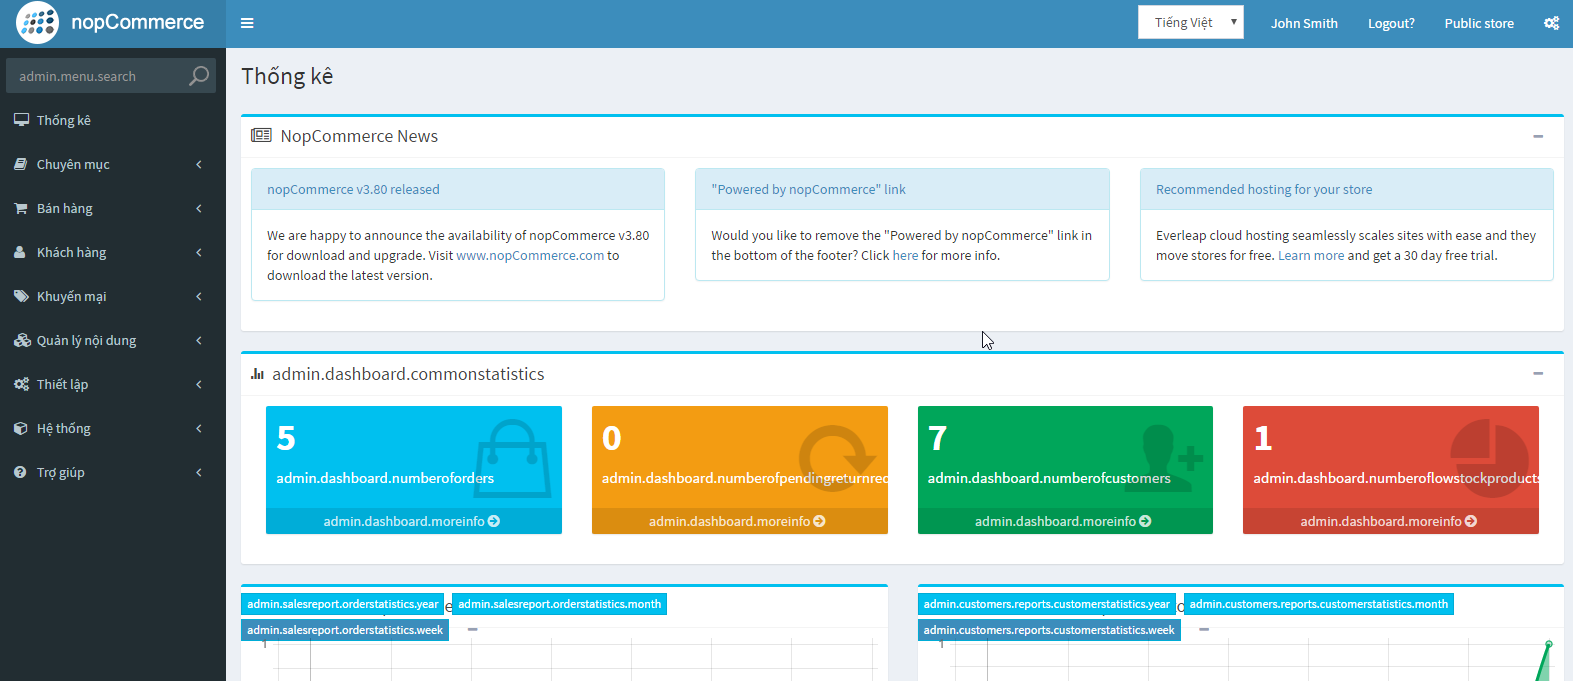 nopCommerce
Tiếng Việt
John Smith
Logout?
Public store
admin.menu.search
Thống kê
Chuyên mục
Bán hàng
Khách hàng
Khuyến mại
Quản lý nội dung
Thiết lập
Hệ thống
Trợ giúp
Thống kê
NopCommerce News
nopCommerce v3.80 released
We are happy to announce the availability of nopCommerce v3.80
for download and upgrade. Visit www.nopCommerce.com to
download the latest version.
"Powered by nopCommerce" link
Would you like to remove the "Powered by nopCommerce" link in
the bottom of the footer? Click here for more info.
Recommended hosting for your store
Everleap cloud hosting seamlessly scales sites with ease and they
move stores for free. Learn more and get a 30 day free trial.
admin.dashboard.commonstatistics
5
admin.dashboard.numberoforders
admin.dashboard.moreinfo
0
admin.dashboard.numberofpendingreturnrec
admin.dashboard.moreinfo
7
admin.dashboard.numberofcustomers
admin.dashboard.moreinfo
1
admin.dashboard.numberoflowstockproducts
admin.dashboard.moreinfo
admin.salesreport.orderstatistics.year
admin.salesreport.orderstatistics.month
admin.salesreport.orderstatistics.week
1
admin.customers.reports.customerstatistics.year
admin.customers.reports.customerstatistics.month
admin.customers.reports.customerstatistics.week
1